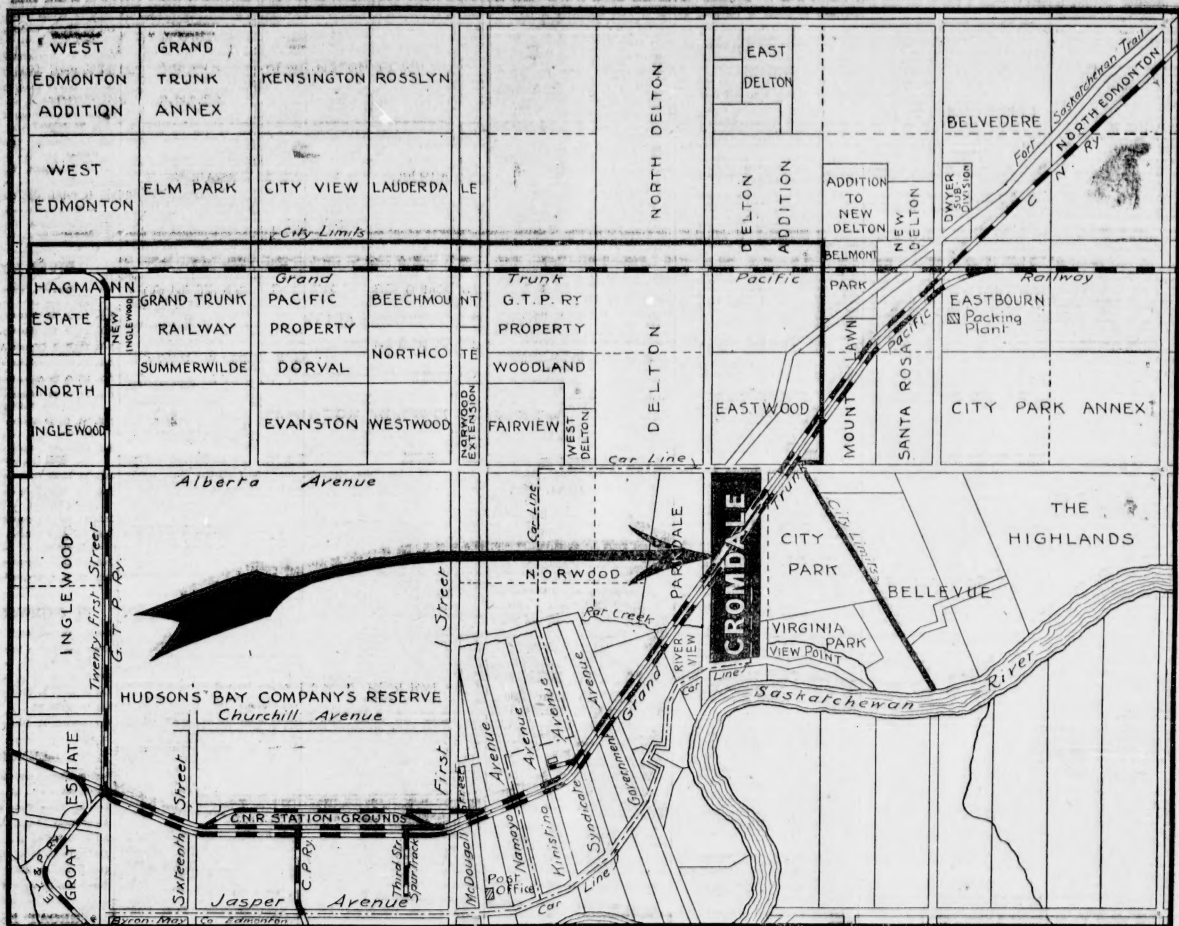 WEST
EDMONTON
ADDITION
GRAND
TRUNK
ANNEX
KENSINGTON
ROSSLYN
NORTH DELTON
EAST
DELTON
BELVEDERE
Fort Saskatchewan Trail
NORTH EDMONTON
C. N. Ry
WEST
EDMONTON
ELM PARK
CITY VIEW
LAUDERDA LE
DELTON
ADDITION
ADDITION
TO
NEW
DELTON
NEW
DELTON
DWYER
SUB
DIVISION
City Limits
BELMONT
PARK
Grand Trunk Pacific Railway
HAGMANN
ESTATE
NEW
INGLEWOOD
GRAND TRUNK
RAILWAY
PACIFIC
PROPERTY
BEECHMOU NT
G.T.P. RY
PROPERTY
EASTBOURN
Packing
Plant
SUMMERWILDE
DORVAL
NORTHCO TE
WOODLAND
DELTON
MOUNT LAWN
SANTA ROSA
NORTH
INGLEWOOD
EVANSTON
WESTWOOD
NORWOOD
EXTENSION
FAIRVIEW
WEST
DELTON
EASTWOOD
CITY PARK ANNEX
Car Line
Alberta Avenue
Grand Trunk Pacific
INGLEWOOD
Twenty-First Street
G. T. P. Ry.
Car Line
NORWOOD
PARKDALE
CROMDALE
CITY
PARK
City Limits
THE
HIGHLANDS
BELLEVUE
Street
Rat Creek
RIVER
VIEW
VIRGINIA
PARK
VIEW POINT
Car Line
Saskatchewan River
HUDSON'S BAY COMPANY'S RESERVE
Churchill Avenue
GROAT ESTATE
E. Y. & P. Ry
Sixteenth Street
First
C.N.R STATION GROUNDS
C. P. Ry
Third Str.
Spur Track
McDougall Street
Namayo Avenue
Kinistino Avenue
Syndicate Avenue
Government
Post
Office
Car Line
Jasper Avenue
Byron-May Co Edmonton